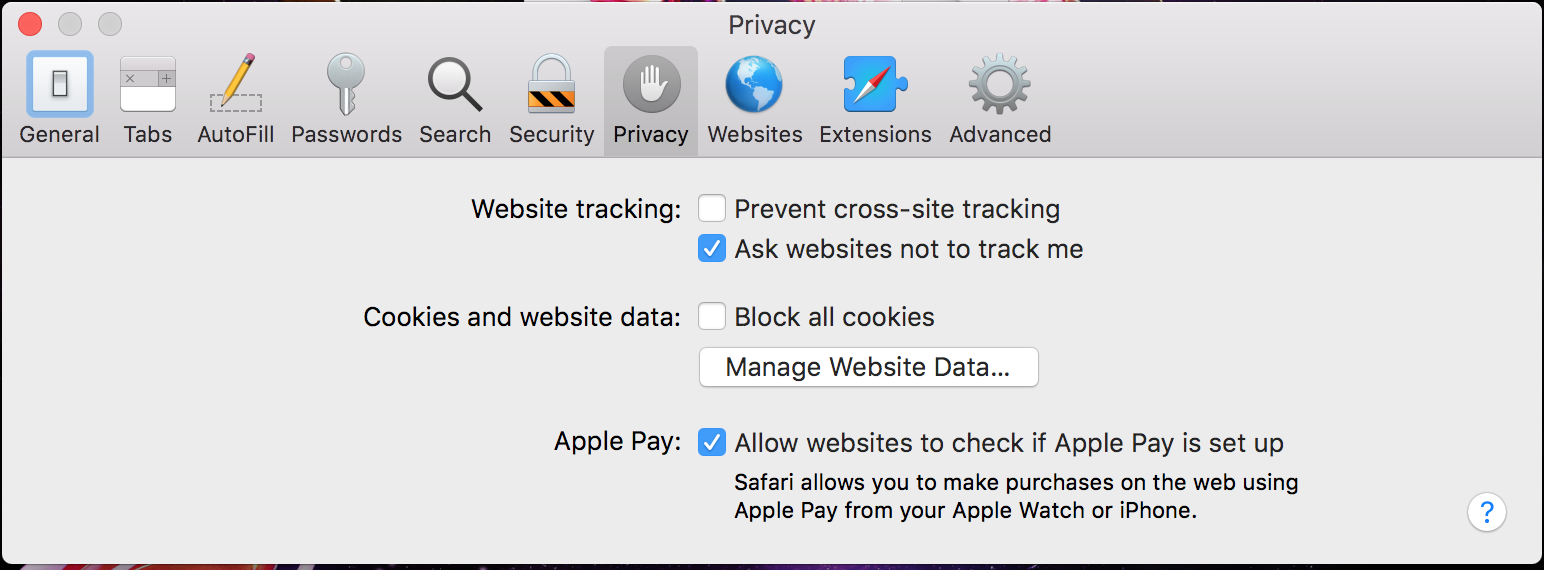 Privacy
General Tabs AutoFill Passwords Search Security Privacy Websites Extensions Advanced
Website tracking: Prevent cross-site tracking
Ask websites not to track me
Cookies and website data: Block all cookies
Manage Website Data...
Apple Pay: Allow websites to check if Apple Pay is set up
Safari allows you to make purchases on the web using
Apple Pay from your Apple Watch or iPhone.
?